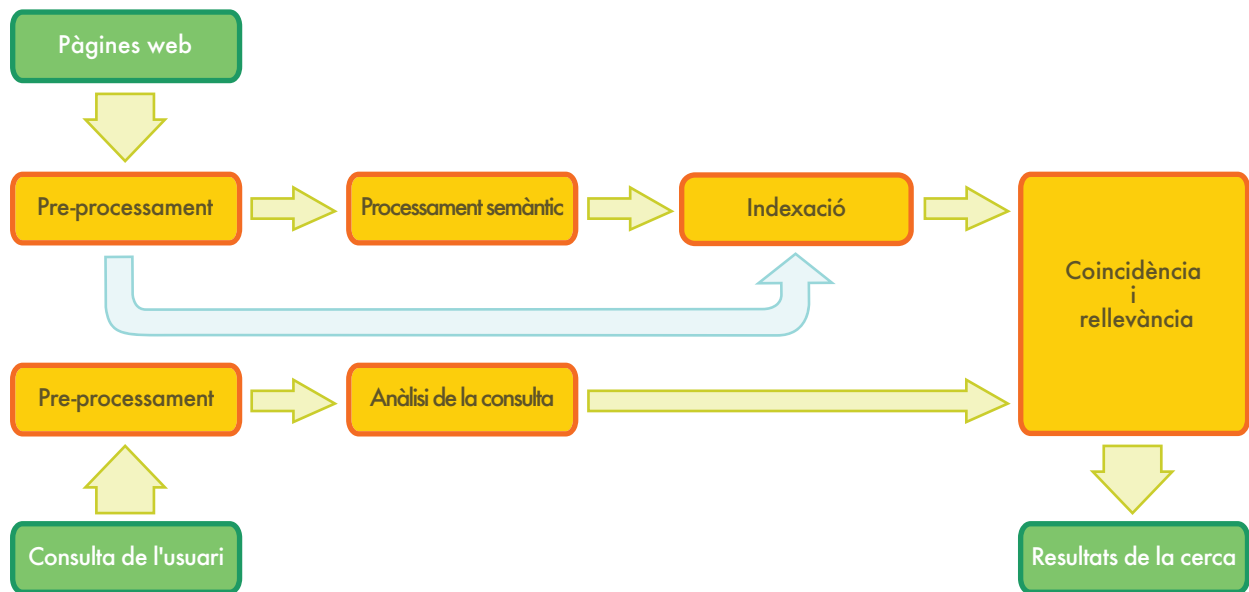 Pàgines web
Pre-processament
Processament semàntic
Indexació
Coincidència
i
rellevància
Pre-processament
Anàlisi de la consulta
Consulta de l'usuari
Resultats de la cerca